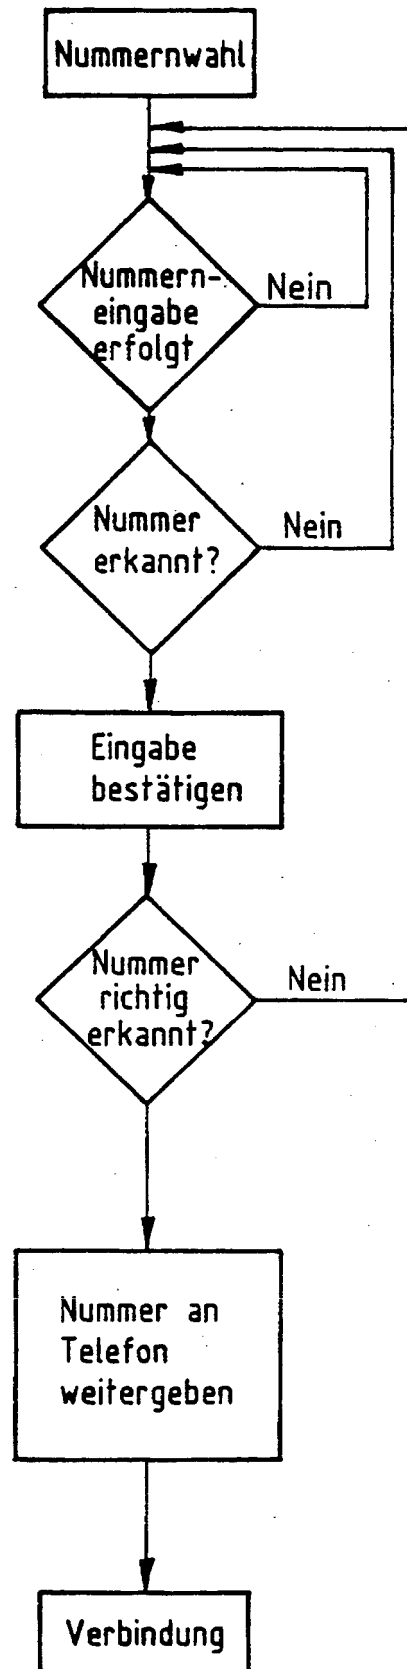 Nummernwahl
Nummern-
eingabe
erfolgt
Nein
Nummer
erkannt?
Nein
Eingabe
bestätigen
Nummer
richtig
erkannt?
Nein
Nummer an
Telefon
weitergeben
Verbindung